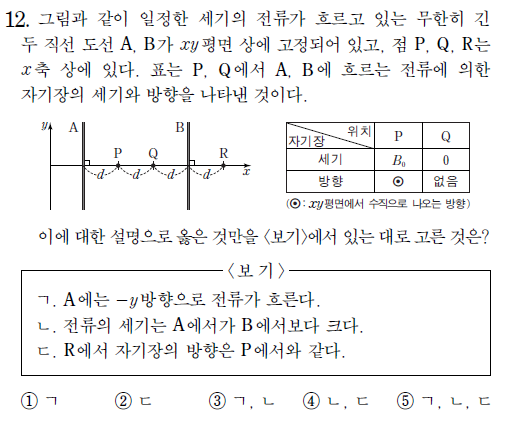 12. 그림과 같이 일정한 세기의 전류가 흐르고 있는 무한히 긴
두 직선 도선 A, B가 xy평면 상에 고정되어 있고, 점 P, Q, R는
x축 상에 있다. 표는 P, Q에서 A, B에 흐르는 전류에 의한
자기장의 세기와 방향을 나타낸 것이다.
y A B
P Q R
d d d d x
위치 P Q
자기장
세기 B₀ 0
방향 ⊙ 없음
(⊙: xy평면에서 수직으로 나오는 방향)
이에 대한 설명으로 옳은 것만을 〈보기〉에서 있는 대로 고른 것은?
〈보 기〉
ㄱ. A에는 −y방향으로 전류가 흐른다.
ㄴ. 전류의 세기는 A에서가 B에서보다 크다.
ㄷ. R에서 자기장의 방향은 P에서와 같다.
① ㄱ ② ㄷ ③ ㄱ, ㄴ ④ ㄴ, ㄷ ⑤ ㄱ, ㄴ, ㄷ